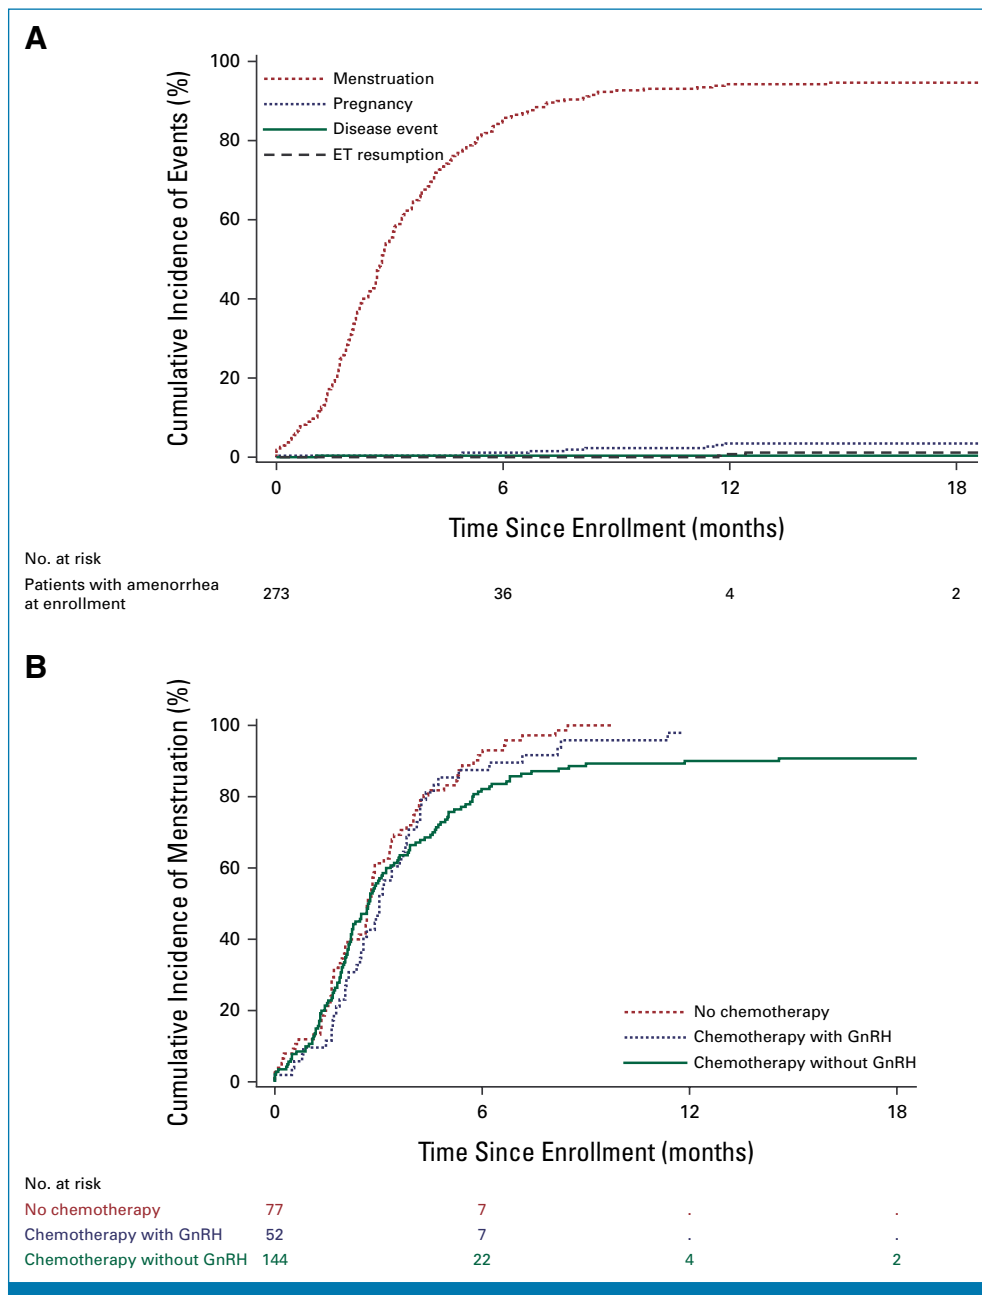 A
Cumulative Incidence of Events (%)
100
80
60
40
20
0
Menstruation
Pregnancy
Disease event
ET resumption
0 6 12 18
Time Since Enrollment (months)
No. at risk
Patients with amenorrhea
at enrollment
273 36 4 2
B
Cumulative Incidence of Menstruation (%)
100
80
60
40
20
0
No chemotherapy
Chemotherapy with GnRH
Chemotherapy without GnRH
0 6 12 18
Time Since Enrollment (months)
No. at risk
No chemotherapy 77 7 . .
Chemotherapy with GnRH 52 7 . .
Chemotherapy without GnRH 144 22 4 2